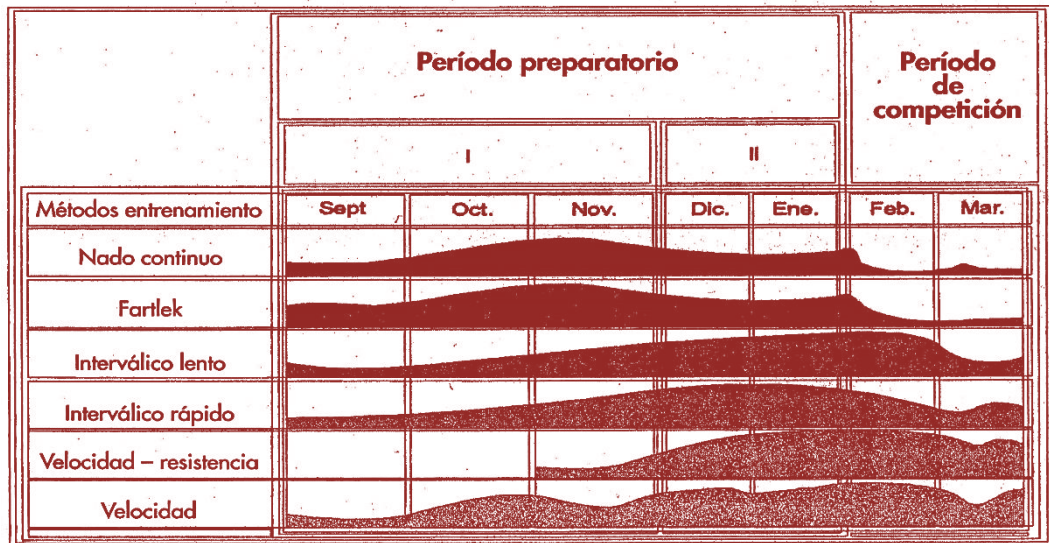 Período preparatorio
Período
de
competición
I
II
Métodos entrenamiento
Sept
Oct.
Nov.
Dic.
Ene.
Feb.
Mar.
Nado continuo
Fartlek
Interválico lento
Interválico rápido
Velocidad – resistencia
Velocidad